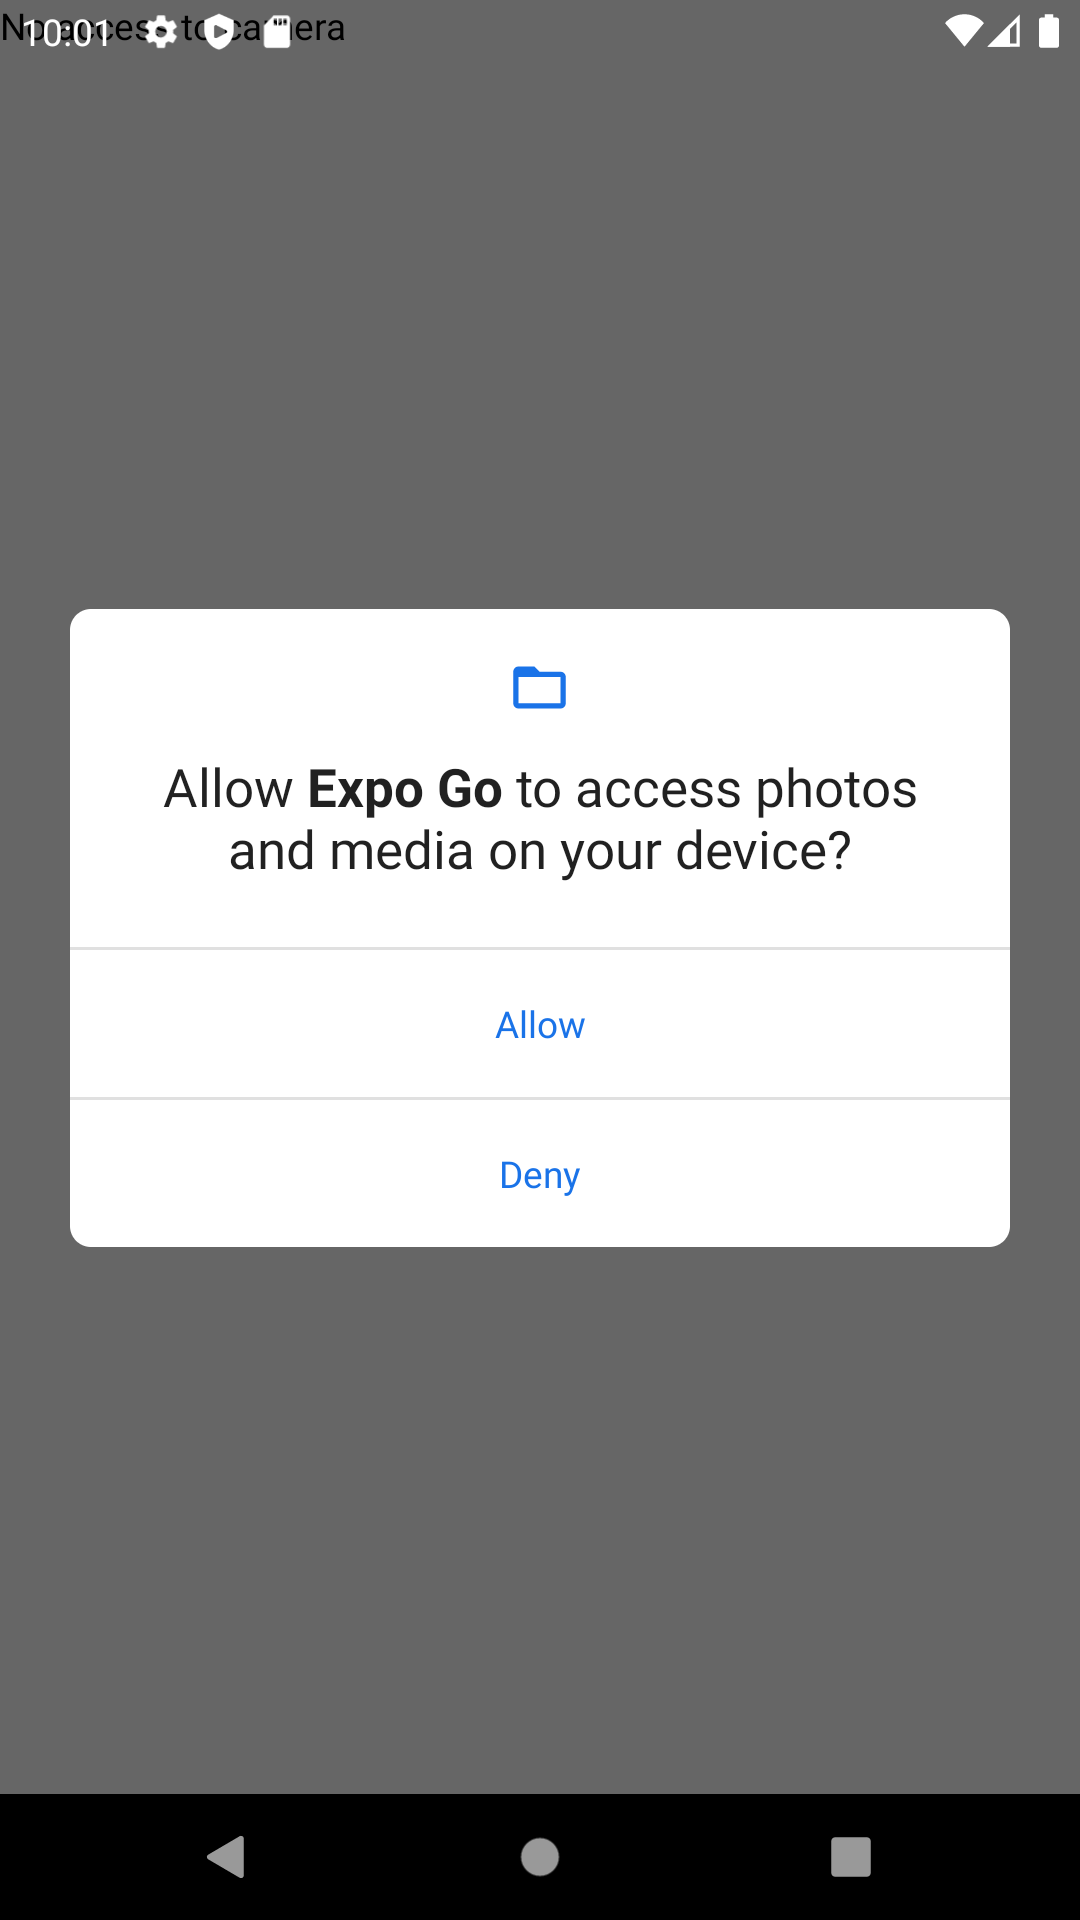 No access to camera
10:01
Allow Expo Go to access photos
and media on your device?
Allow
Deny